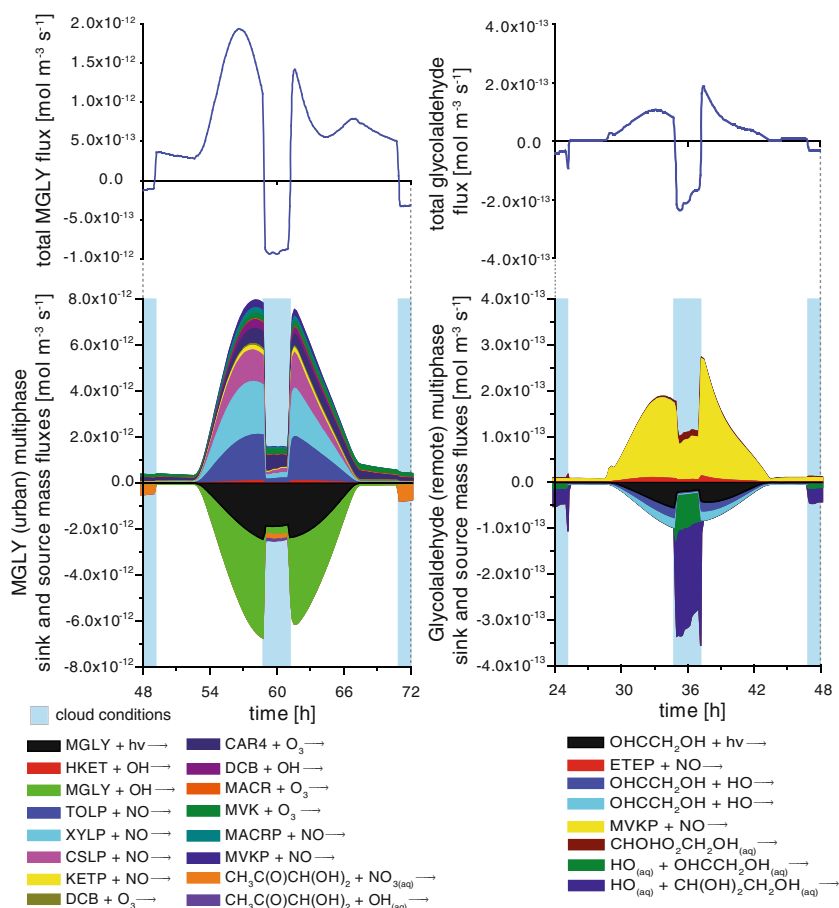 total MGLY flux [mol m⁻³ s⁻¹]
2.0x10⁻¹²
1.5x10⁻¹²
1.0x10⁻¹²
5.0x10⁻¹³
0.0
-5.0x10⁻¹³
-1.0x10⁻¹²
total glycolaldehyde
flux [mol m⁻³ s⁻¹]
4.0x10⁻¹³
2.0x10⁻¹³
0.0
-2.0x10⁻¹³
-4.0x10⁻¹³
MGLY (urban) multiphase
sink and source mass fluxes [mol m⁻³ s⁻¹]
8.0x10⁻¹²
6.0x10⁻¹²
4.0x10⁻¹²
2.0x10⁻¹²
0.0
-2.0x10⁻¹²
-4.0x10⁻¹²
-6.0x10⁻¹²
-8.0x10⁻¹²
48 54 60 66 72
time [h]
Glycolaldehyde (remote) multiphase
sink and source mass fluxes [mol m⁻³ s⁻¹]
4.0x10⁻¹³
3.0x10⁻¹³
2.0x10⁻¹³
1.0x10⁻¹³
0.0
-1.0x10⁻¹³
-2.0x10⁻¹³
-3.0x10⁻¹³
-4.0x10⁻¹³
24 30 36 42 48
time [h]
cloud conditions
MGLY + hν→
HKET + OH→
MGLY + OH→
TOLP + NO→
XYLP + NO→
CSLP + NO→
KETP + NO→
DCB + O₃→
CAR4 + O₃→
DCB + OH→
MACR + O₃→
MVK + O₃→
MACRP + NO→
MVKP + NO→
CH₃C(O)CH(OH)₂ + NO₃(aq)→
CH₃C(O)CH(OH)₂ + OH(aq)→
OHCCH₂OH + hν→
ETEP + NO→
OHCCH₂OH + HO→
OHCCH₂OH + HO→
MVKP + NO→
CHOHO₂CH₂OH(aq)→
HO(aq) + OHCCH₂OH(aq)→
HO(aq) + CH(OH)₂CH₂OH(aq)→